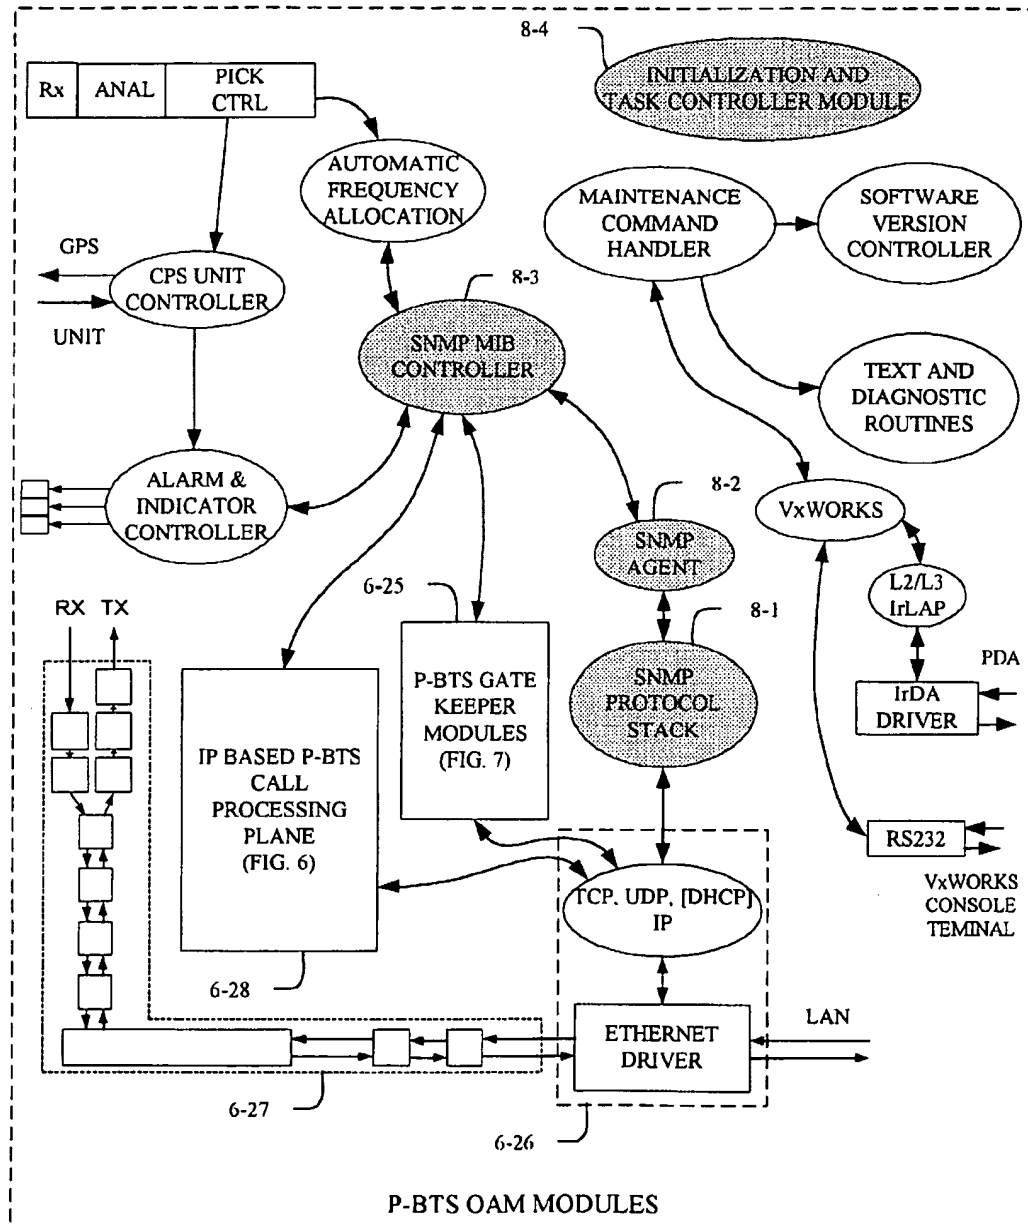 8-4
INITIALIZATION AND
TASK CONTROLLER MODULE
Rx
ANAL
PICK
CTRL
AUTOMATIC
FREQUENCY
ALLOCATION
MAINTENANCE
COMMAND
HANDLER
SOFTWARE
VERSION
CONTROLLER
GPS
CPS UNIT
CONTROLLER
UNIT
8-3
SNMP MIB
CONTROLLER
TEXT AND
DIAGNOSTIC
ROUTINES
ALARM &
INDICATOR
CONTROLLER
8-2
SNMP
AGENT
VxWORKS
L2/L3
IrLAP
6-25
8-1
RX
TX
P-BTS GATE
KEEPER
MODULES
(FIG. 7)
SNMP
PROTOCOL
STACK
PDA
IrDA
DRIVER
IP BASED P-BTS
CALL
PROCESSING
PLANE
(FIG. 6)
RS232
VxWORKS
CONSOLE
TEMINAL
TCP, UDP, [DHCP]
IP
6-28
ETHERNET
DRIVER
LAN
6-27
6-26
P-BTS OAM MODULES